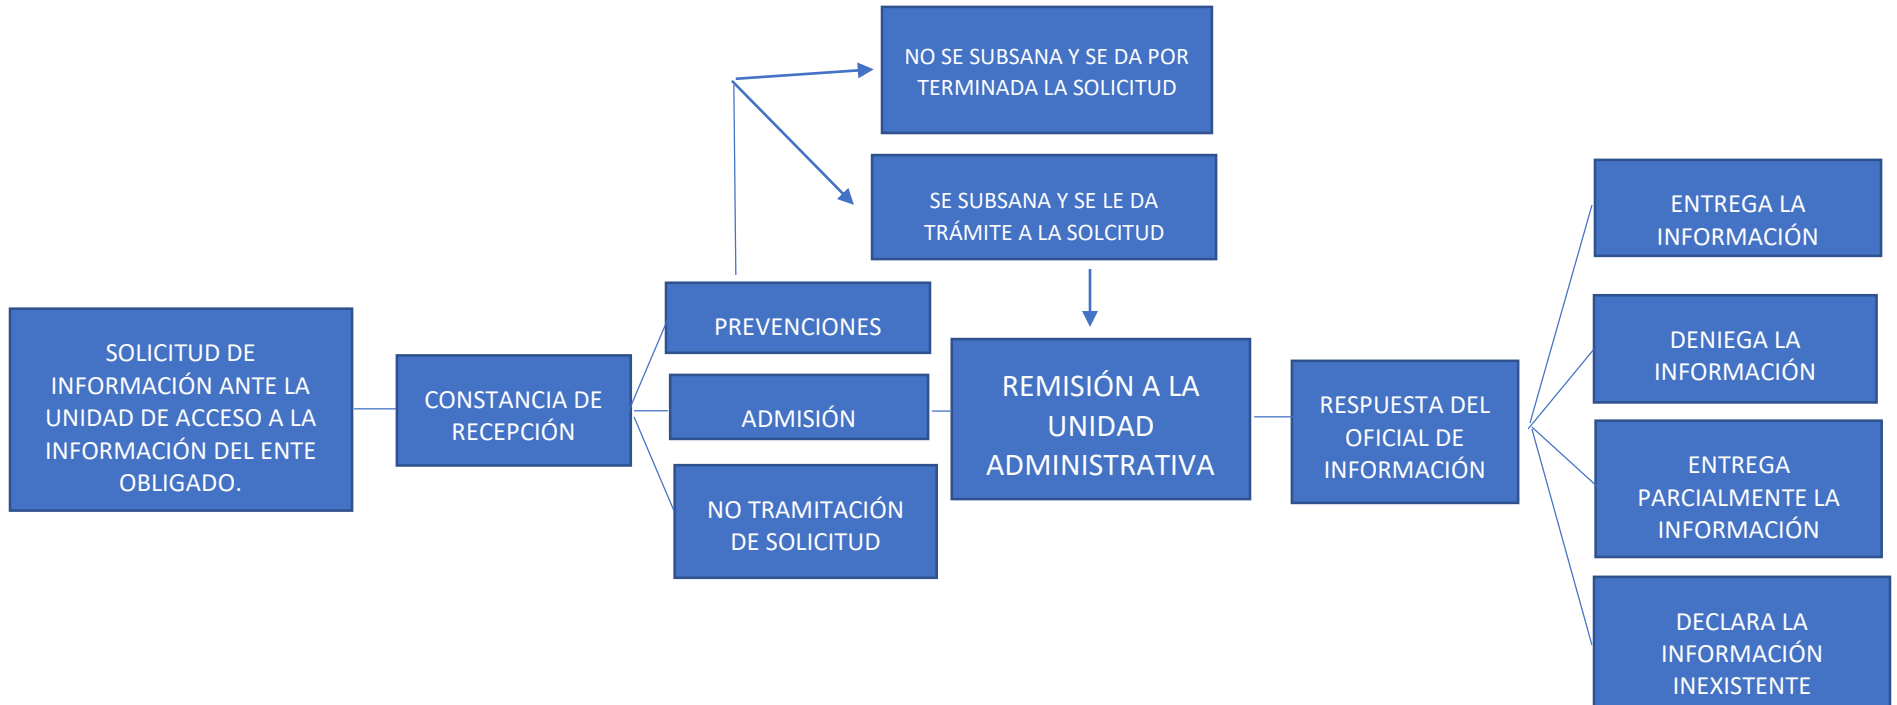 NO SE SUBSANA Y SE DA POR
TERMINADA LA SOLICITUD
SE SUBSANA Y SE LE DA
TRÁMITE A LA SOLCITUD
SOLICITUD DE
INFORMACIÓN ANTE LA
UNIDAD DE ACCESO A LA
INFORMACIÓN DEL ENTE
OBLIGADO.
CONSTANCIA DE
RECEPCIÓN
PREVENCIONES
ADMISIÓN
NO TRAMITACIÓN
DE SOLICITUD
REMISIÓN A LA
UNIDAD
ADMINISTRATIVA
RESPUESTA DEL
OFICIAL DE
INFORMACIÓN
ENTREGA LA
INFORMACIÓN
DENIEGA LA
INFORMACIÓN
ENTREGA
PARCIALMENTE LA
INFORMACIÓN
DECLARA LA
INFORMACIÓN
INEXISTENTE